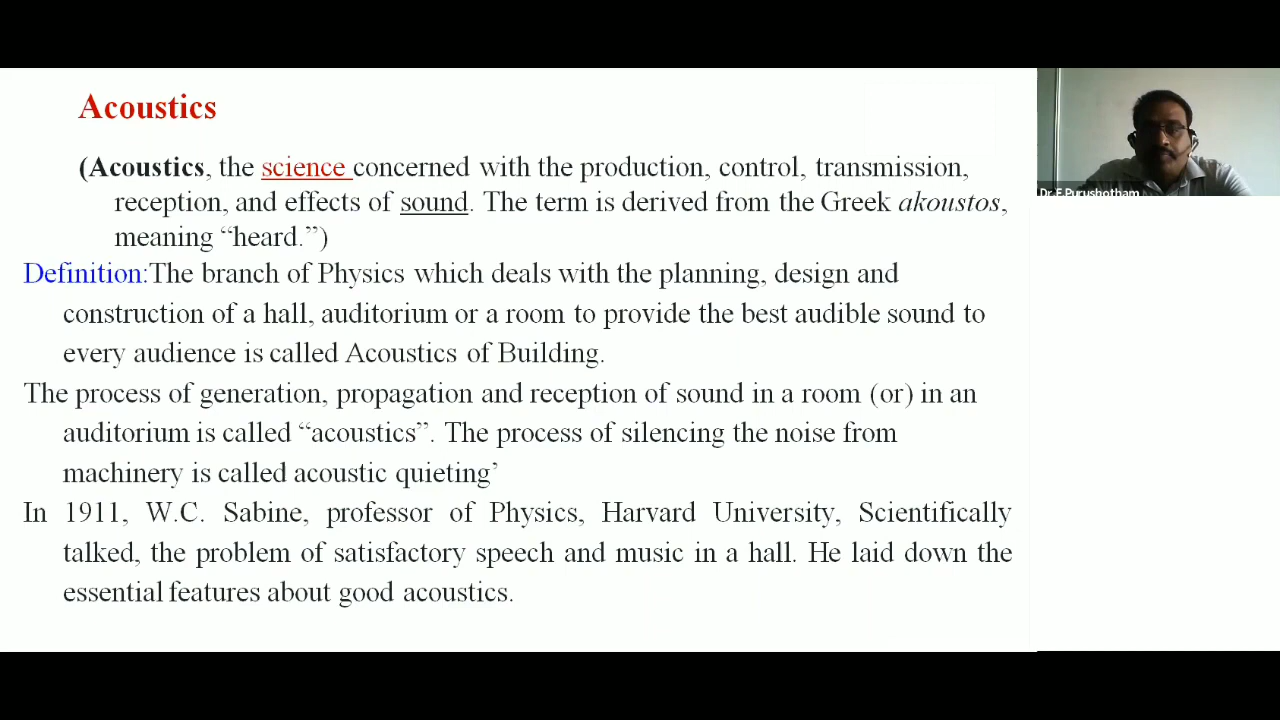 Acoustics
(Acoustics, the science concerned with the production, control, transmission,
reception, and effects of sound. The term is derived from the Greek akoustos,
meaning “heard.”)
Definition:The branch of Physics which deals with the planning, design and
construction of a hall, auditorium or a room to provide the best audible sound to
every audience is called Acoustics of Building.
The process of generation, propagation and reception of sound in a room (or) in an
auditorium is called “acoustics”. The process of silencing the noise from
machinery is called acoustic quieting’
In 1911, W.C. Sabine, professor of Physics, Harvard University, Scientifically
talked, the problem of satisfactory speech and music in a hall. He laid down the
essential features about good acoustics.
Dr E Purushotham